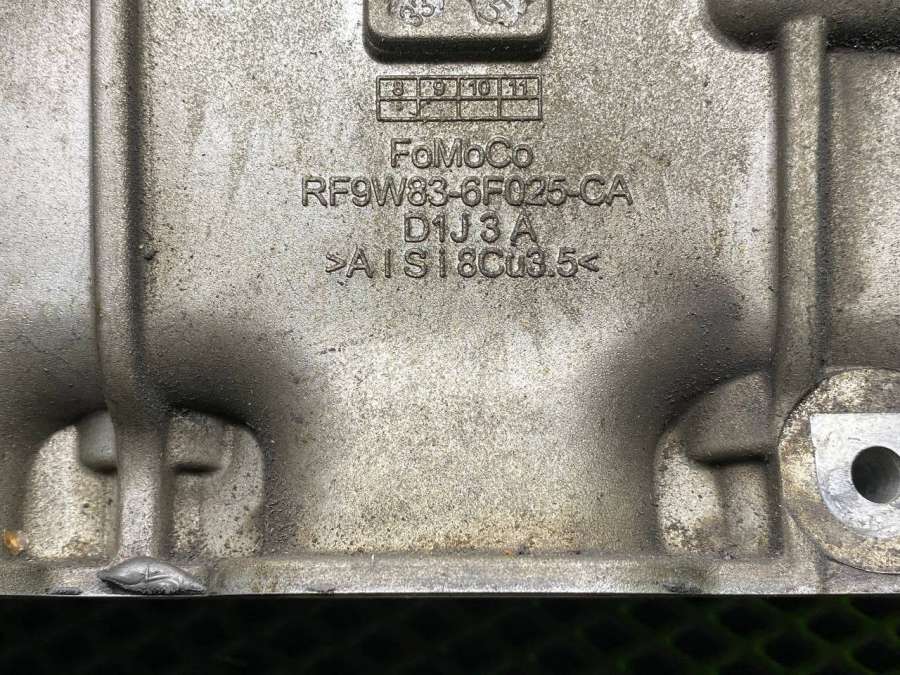 8 9 10 11
FoMoCo
RF9W83-6F025-CA
D1J 3 A
>AlSi8Cu3.5<